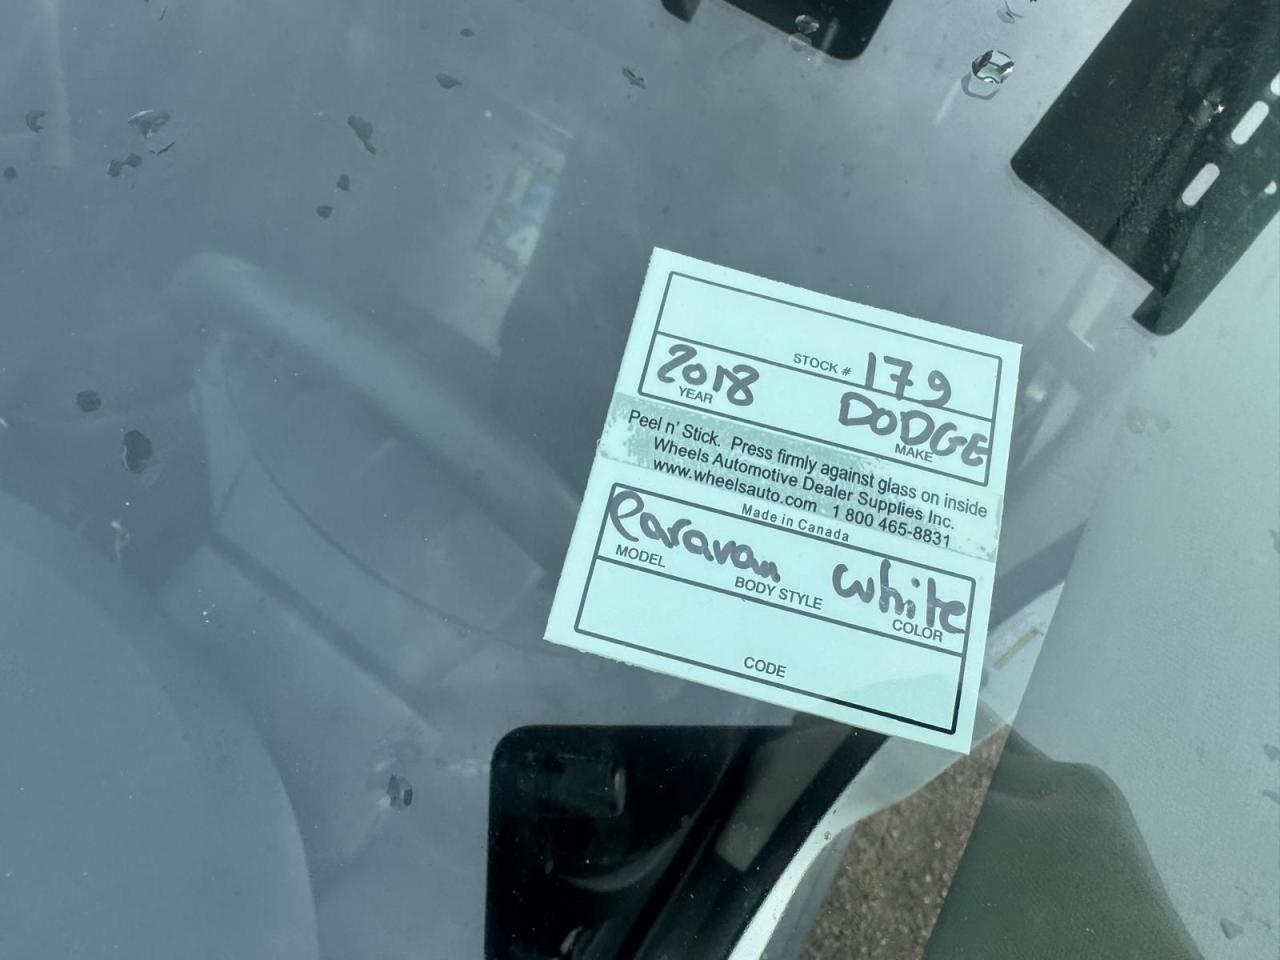 STOCK # 179
2018 DODGE
YEAR MAKE
Peel n' Stick. Press firmly against glass on inside
Wheels Automotive Dealer Supplies Inc.
www.wheelsauto.com 1 800 465-8831
Made in Canada
Caravan white
MODEL BODY STYLE COLOR
CODE